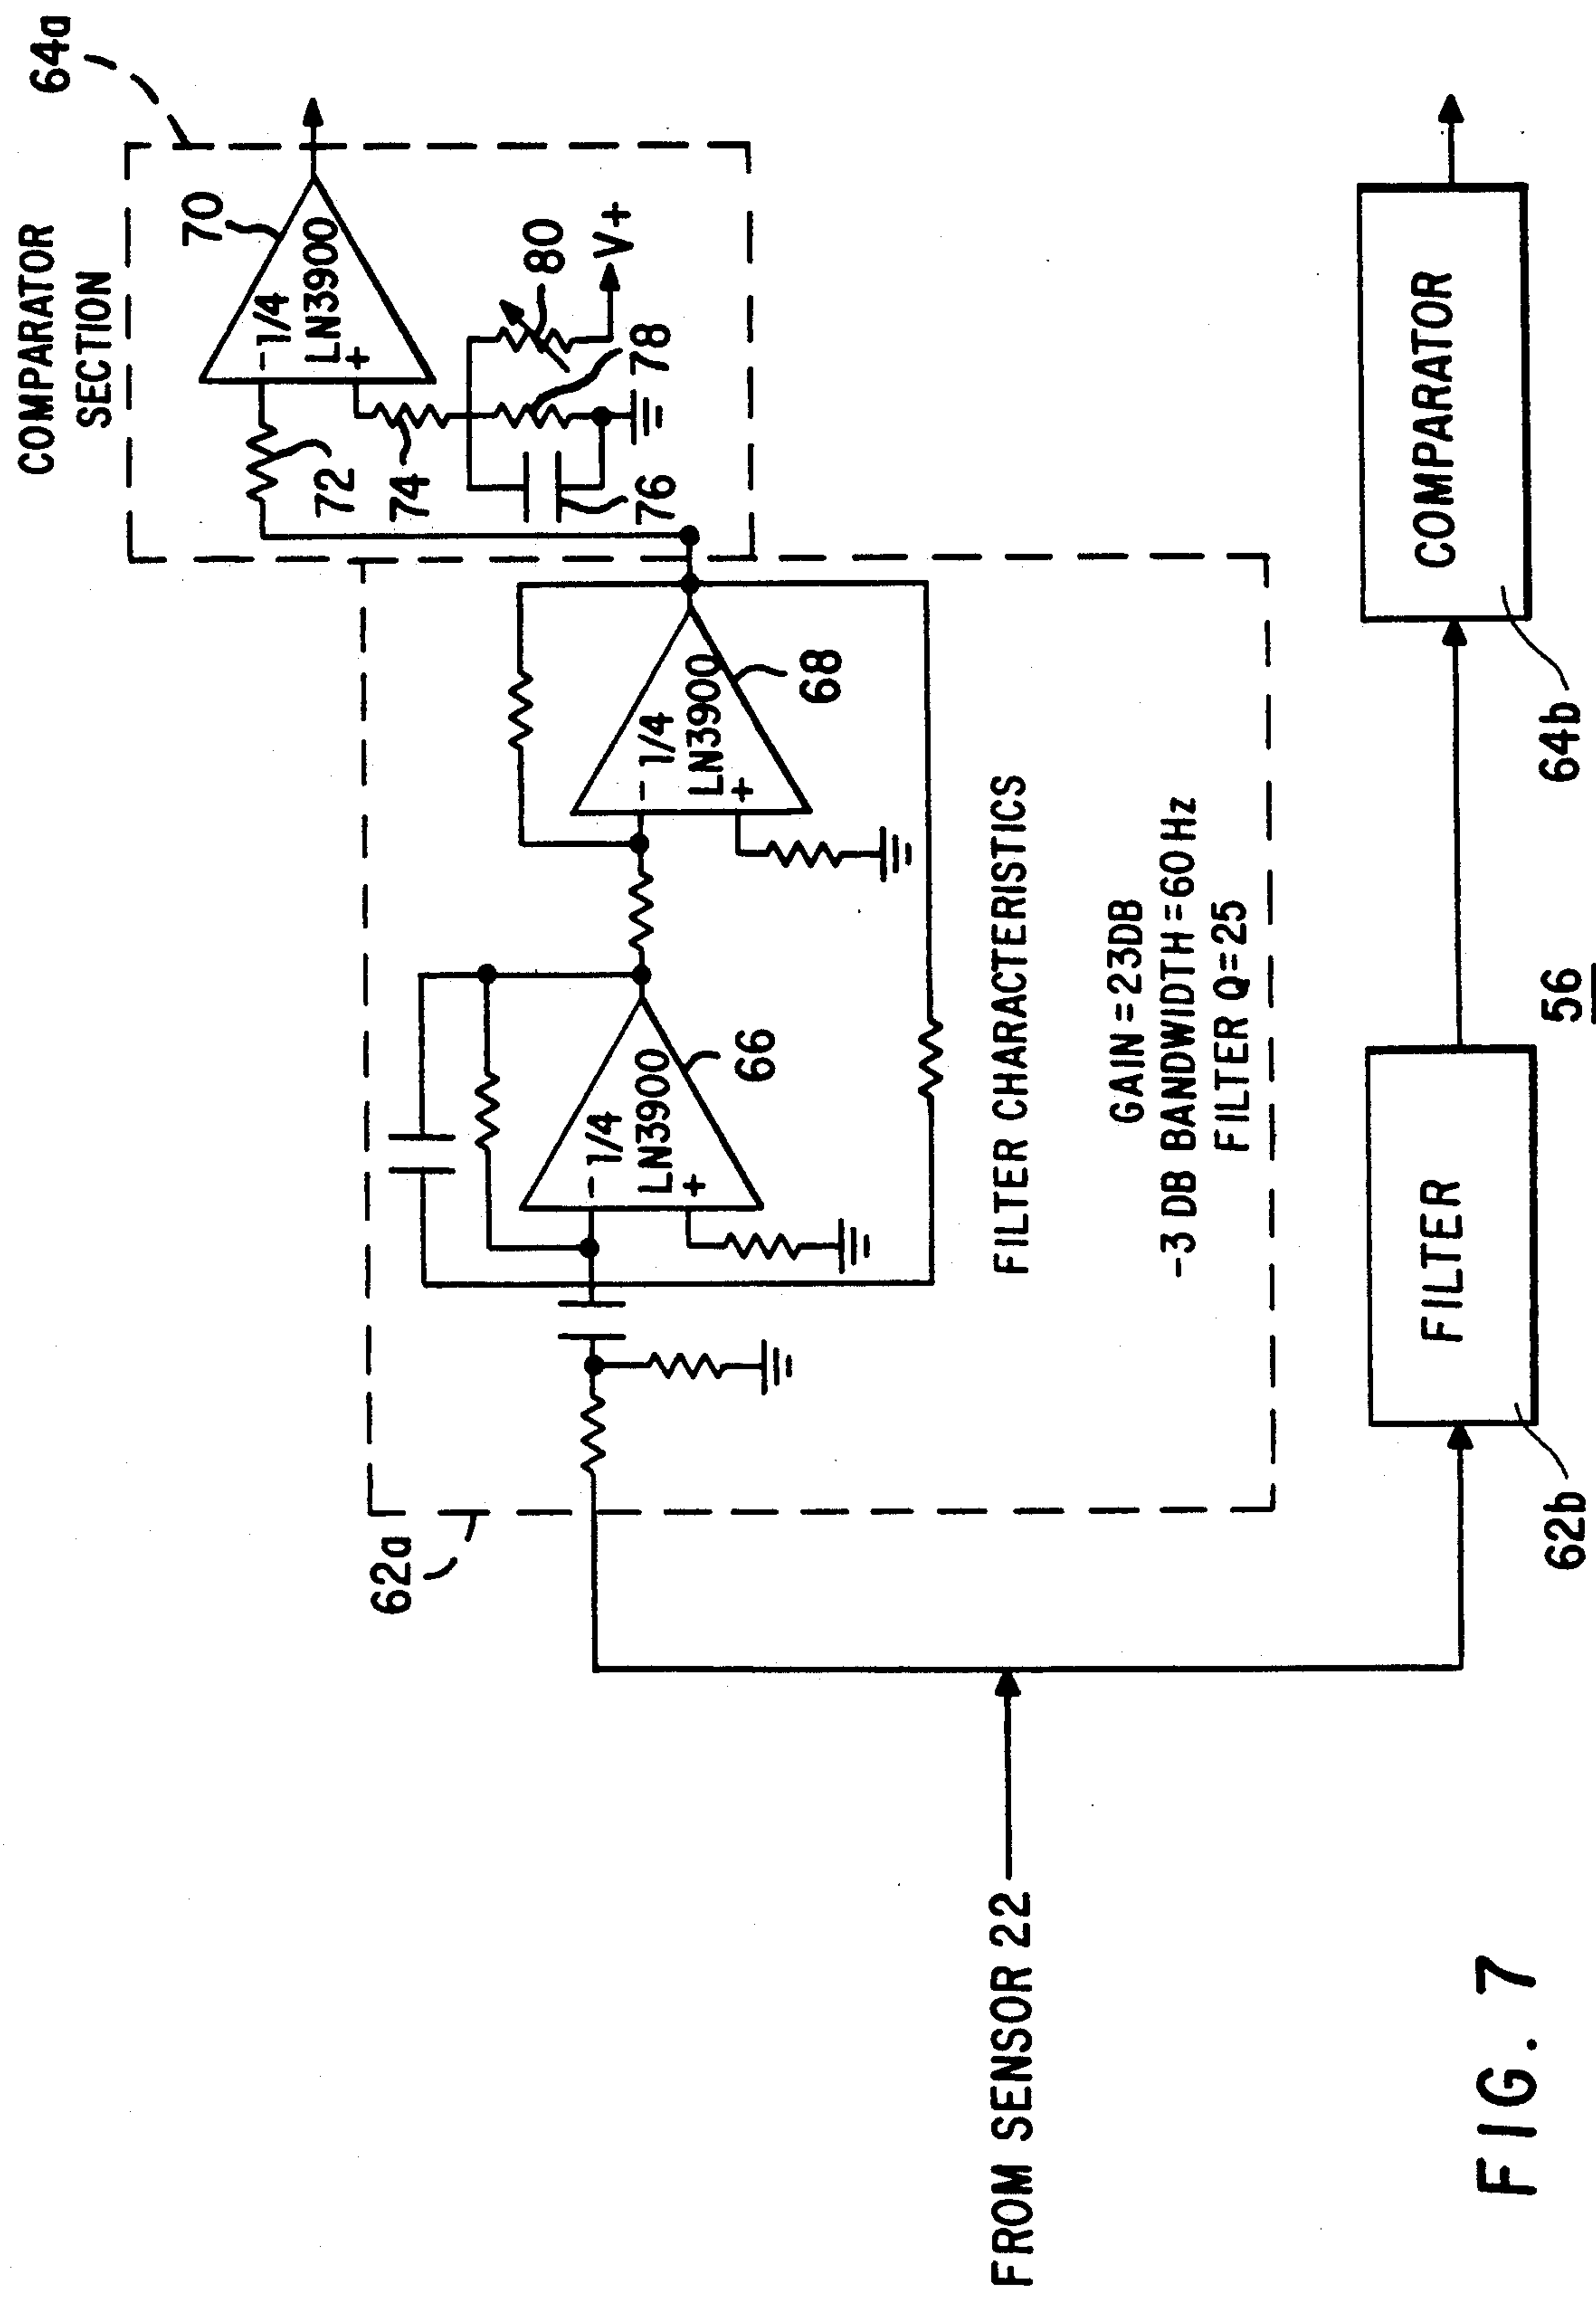 COMPARATOR
SECTION
64a
70
- 1/4
LN3900
+
72
74
76
78
80
V+
62a
- 1/4
LN3900
+
66
- 1/4
LN3900
+
68
FILTER CHARACTERISTICS
GAIN = 23DB
-3 DB BANDWIDTH = 60 Hz
FILTER Q = 25
FROM SENSOR 22
FILTER
62b
COMPARATOR
64b
56
FIG. 7